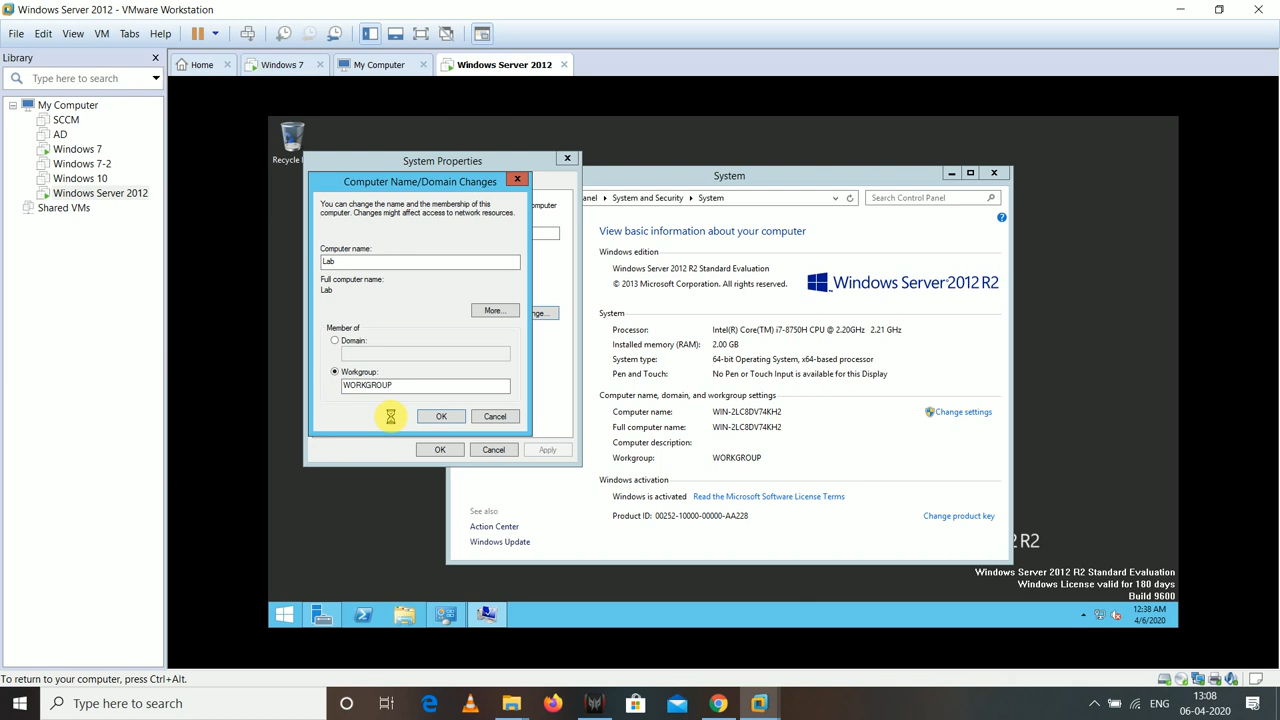 Windows Server 2012 - VMware Workstation
File Edit View VM Tabs Help
Library
Type here to search
My Computer
SCCM
AD
Windows 7
Windows 7-2
Windows 10
Windows Server 2012
Shared VMs
Home
Windows 7
My Computer
Windows Server 2012
System Properties
Computer Name/Domain Changes
You can change the name and the membership of this
computer. Changes might affect access to network resources.
Computer name:
Lab
Full computer name:
Lab
More...
Member of
Domain:
Workgroup:
WORKGROUP
OK Cancel
OK Cancel Apply
System
System and Security System
Search Control Panel
View basic information about your computer
Windows edition
Windows Server 2012 R2 Standard Evaluation
© 2013 Microsoft Corporation. All rights reserved.
Windows Server 2012 R2
System
Processor: Intel(R) Core(TM) i7-8750H CPU @ 2.20GHz 2.21 GHz
Installed memory (RAM): 2.00 GB
System type: 64-bit Operating System, x64-based processor
Pen and Touch: No Pen or Touch Input is available for this Display
Computer name, domain, and workgroup settings
Computer name: WIN-2LC8DV74KH2 Change settings
Full computer name: WIN-2LC8DV74KH2
Computer description:
Workgroup: WORKGROUP
Windows activation
Windows is activated Read the Microsoft Software License Terms
Product ID: 00252-10000-00000-AA228 Change product key
See also
Action Center
Windows Update
Windows Server 2012 R2 Standard Evaluation
Windows License valid for 180 days
Build 9600
12:38 AM
4/6/2020
To return to your computer, press Ctrl+Alt.
Type here to search
ENG
13:08
06-04-2020